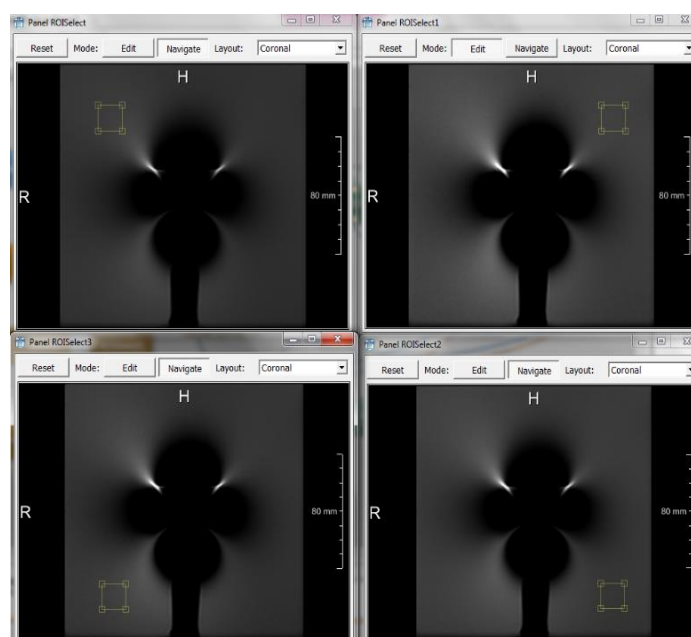 Panel ROISelect
Reset Mode: Edit Navigate Layout: Coronal
H
R
80 mm
Panel ROISelect1
Reset Mode: Edit Navigate Layout: Coronal
H
R
80 mm
Panel ROISelect3
Reset Mode: Edit Navigate Layout: Coronal
H
R
80 mm
Panel ROISelect2
Reset Mode: Edit Navigate Layout: Coronal
H
R
80 mm